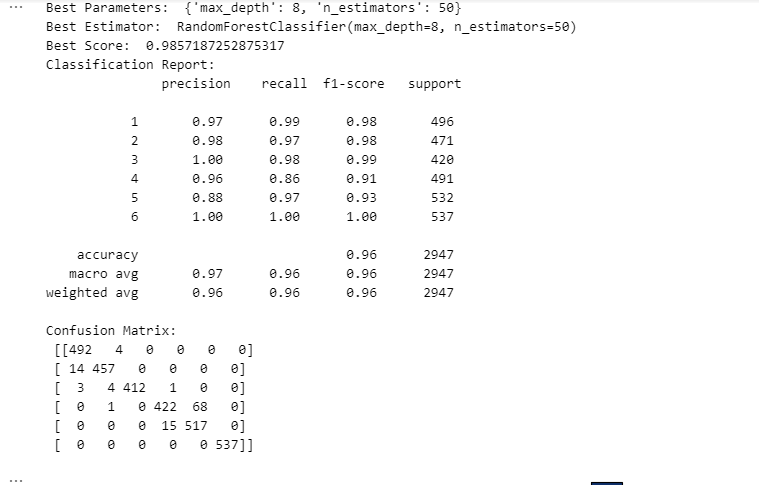 ...
Best Parameters:  {'max_depth': 8, 'n_estimators': 50}
Best Estimator:  RandomForestClassifier(max_depth=8, n_estimators=50)
Best Score:  0.9857187252875317
Classification Report:
              precision    recall  f1-score   support

           1       0.97      0.99      0.98       496
           2       0.98      0.97      0.98       471
           3       1.00      0.98      0.99       420
           4       0.96      0.86      0.91       491
           5       0.88      0.97      0.93       532
           6       1.00      1.00      1.00       537

    accuracy                           0.96      2947
   macro avg       0.97      0.96      0.96      2947
weighted avg       0.96      0.96      0.96      2947

Confusion Matrix:
 [[492   4   0   0   0   0]
 [ 14 457   0   0   0   0]
 [  3   4 412   1   0   0]
 [  0   1   0 422  68   0]
 [  0   0   0  15 517   0]
 [  0   0   0   0   0 537]]
...